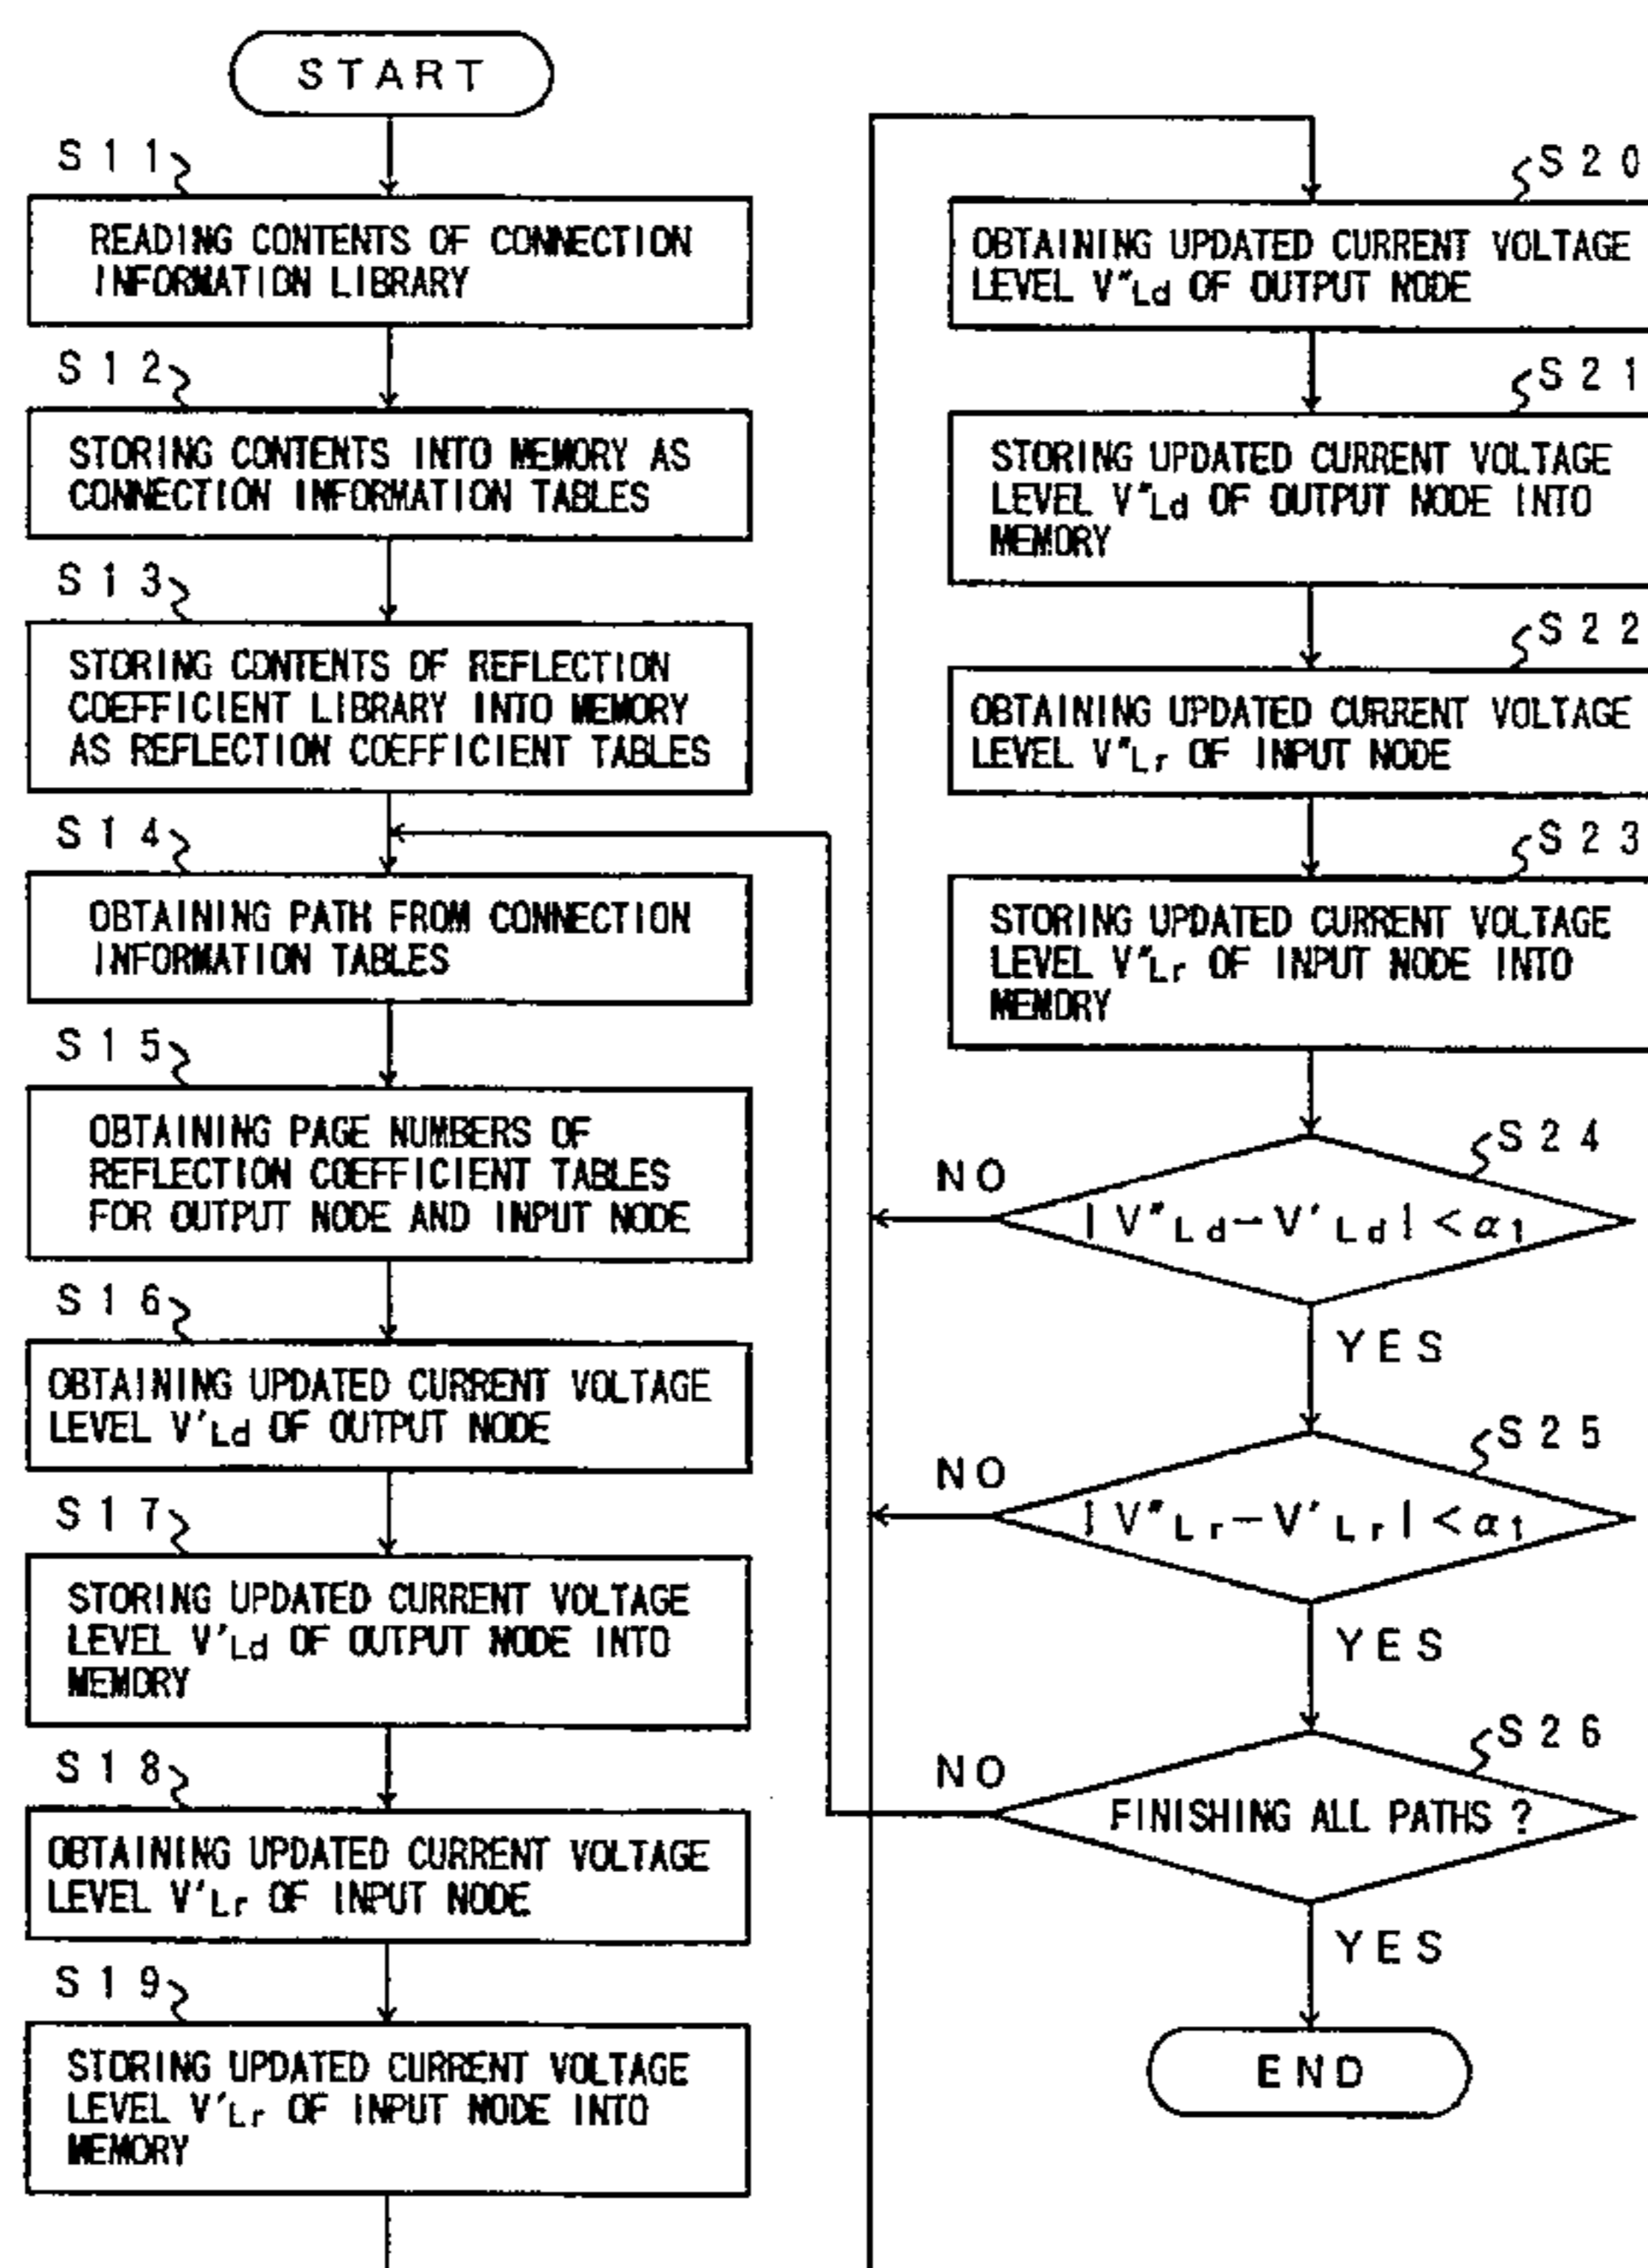 START
S11
READING CONTENTS OF CONNECTION
INFORMATION LIBRARY
S12
STORING CONTENTS INTO MEMORY AS
CONNECTION INFORMATION TABLES
S13
STORING CONTENTS OF REFLECTION
COEFFICIENT LIBRARY INTO MEMORY
AS REFLECTION COEFFICIENT TABLES
S14
OBTAINING PATH FROM CONNECTION
INFORMATION TABLES
S15
OBTAINING PAGE NUMBERS OF
REFLECTION COEFFICIENT TABLES
FOR OUTPUT NODE AND INPUT NODE
S16
OBTAINING UPDATED CURRENT VOLTAGE
LEVEL V'Ld OF OUTPUT NODE
S17
STORING UPDATED CURRENT VOLTAGE
LEVEL V'Ld OF OUTPUT NODE INTO
MEMORY
S18
OBTAINING UPDATED CURRENT VOLTAGE
LEVEL V'Lr OF INPUT NODE
S19
STORING UPDATED CURRENT VOLTAGE
LEVEL V'Lr OF INPUT NODE INTO
MEMORY
S20
OBTAINING UPDATED CURRENT VOLTAGE
LEVEL V"Ld OF OUTPUT NODE
S21
STORING UPDATED CURRENT VOLTAGE
LEVEL V"Ld OF OUTPUT NODE INTO
MEMORY
S22
OBTAINING UPDATED CURRENT VOLTAGE
LEVEL V"Lr OF INPUT NODE
S23
STORING UPDATED CURRENT VOLTAGE
LEVEL V"Lr OF INPUT NODE INTO
MEMORY
S24
NO
|V"Ld-V'Ld|<α1
YES
S25
NO
|V"Lr-V'Lr|<α1
YES
S26
NO
FINISHING ALL PATHS ?
YES
END